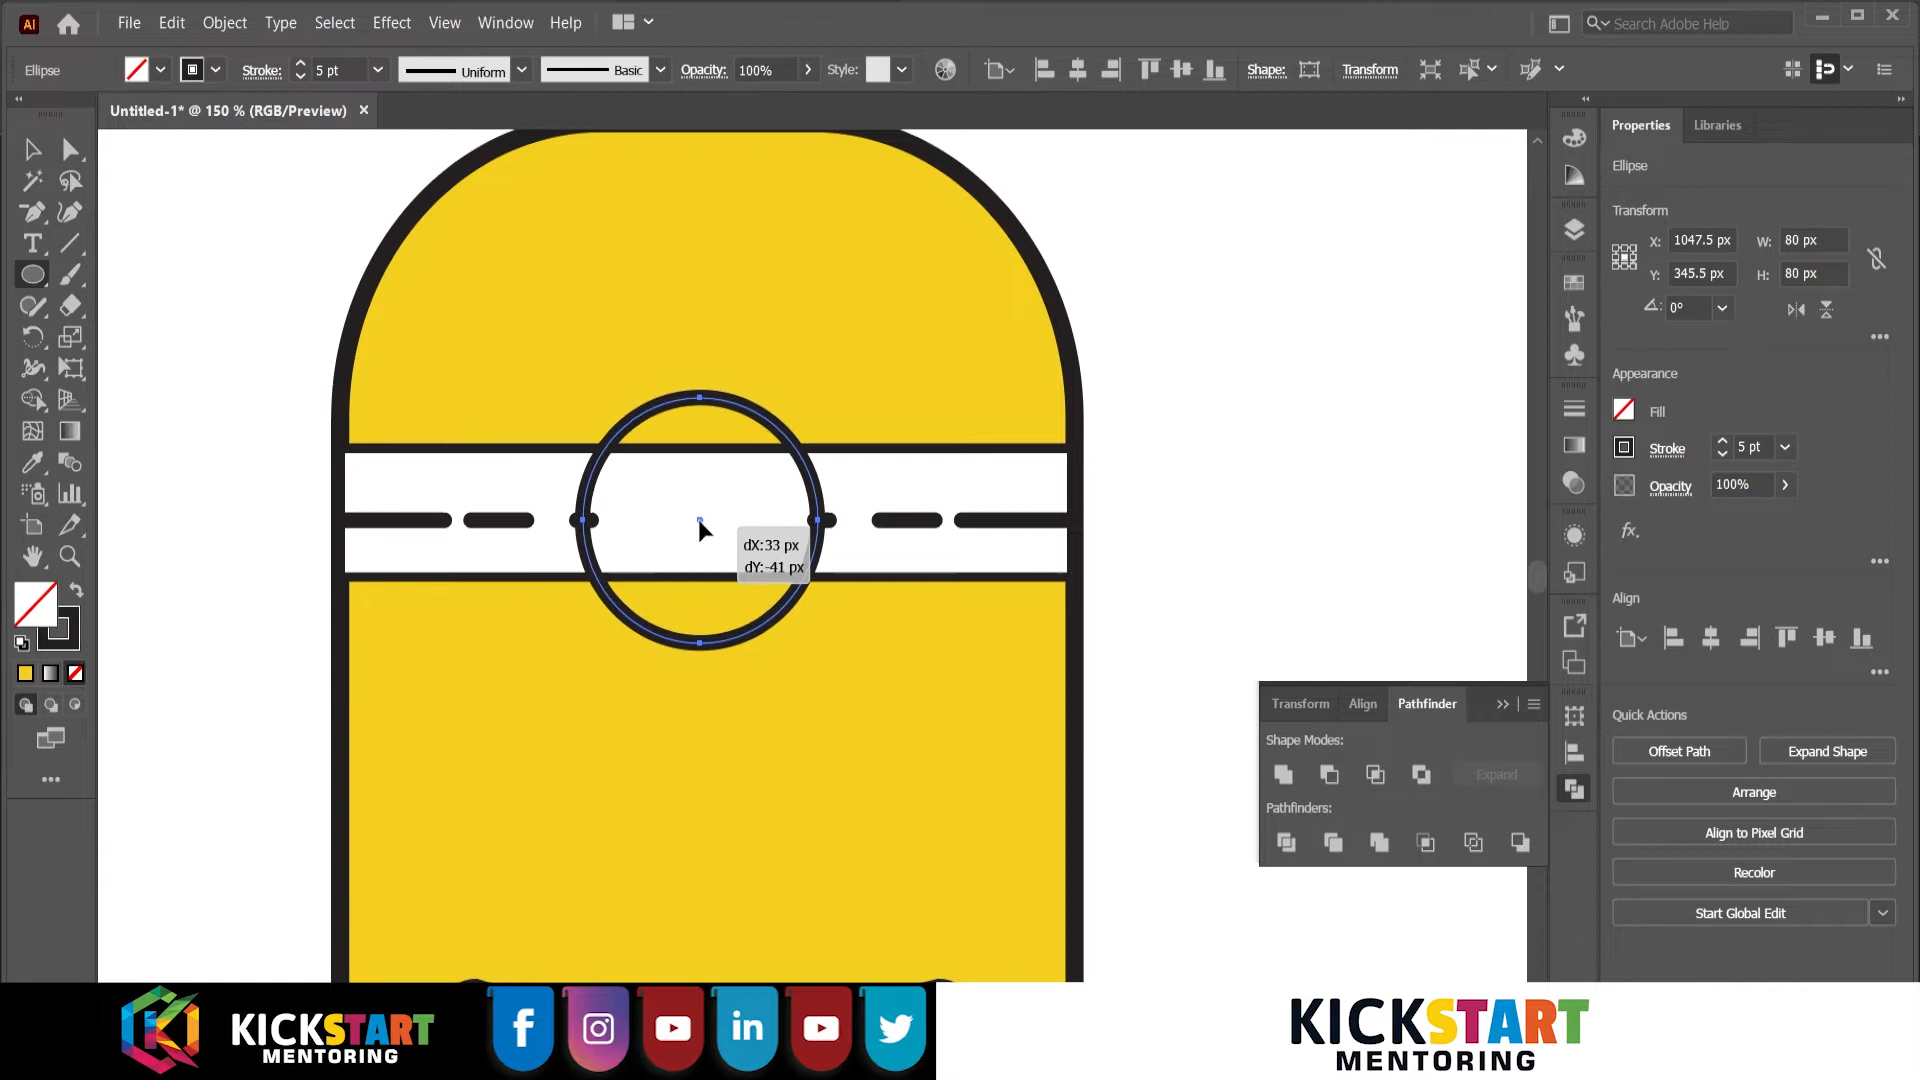 Ai File Edit Object Type Select Effect View Window Help Search Adobe Help
Ellipse Stroke: 5 pt Uniform Basic Opacity: 100% Style: Shape: Transform
Untitled-1* @ 150 % (RGB/Preview) ×
Properties Libraries
Ellipse
Transform
X: 1047.5 px W: 80 px
Y: 345.5 px H: 80 px
0°
Appearance
Fill
Stroke 5 pt
Opacity 100%
fx.
Align
Quick Actions
Offset Path Expand Shape
Arrange
Align to Pixel Grid
Recolor
Start Global Edit
dX:33 px
dY:-41 px
Transform Align Pathfinder
Shape Modes:
Expand
Pathfinders:
KICKSTART
MENTORING
f in
KICKSTART
MENTORING